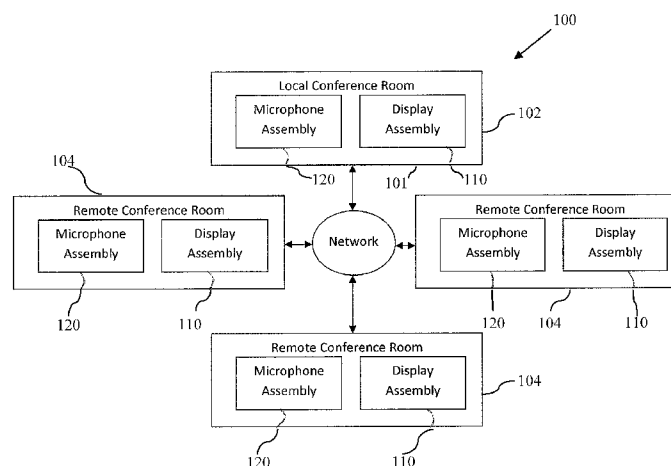 100
Local Conference Room
Microphone Assembly
Display Assembly
102
120
101
110
104
Remote Conference Room
Microphone Assembly
Display Assembly
120
110
Network
Remote Conference Room
Microphone Assembly
Display Assembly
120
104
110
Remote Conference Room
Microphone Assembly
Display Assembly
104
120
110